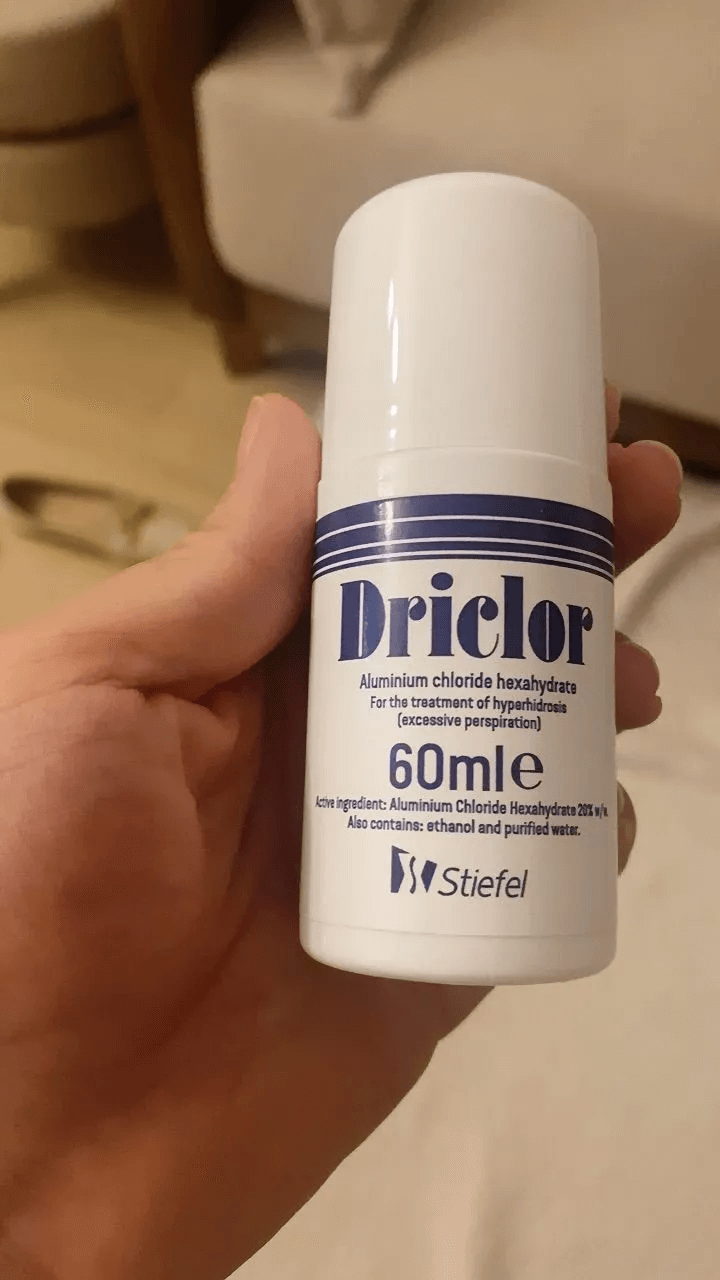 Driclor
Aluminium chloride hexahydrate
For the treatment of hyperhidrosis
(excessive perspiration)
60ml e
Active ingredient: Aluminium Chloride Hexahydrate 20% w/w.
Also contains: ethanol and purified water.
Stiefel